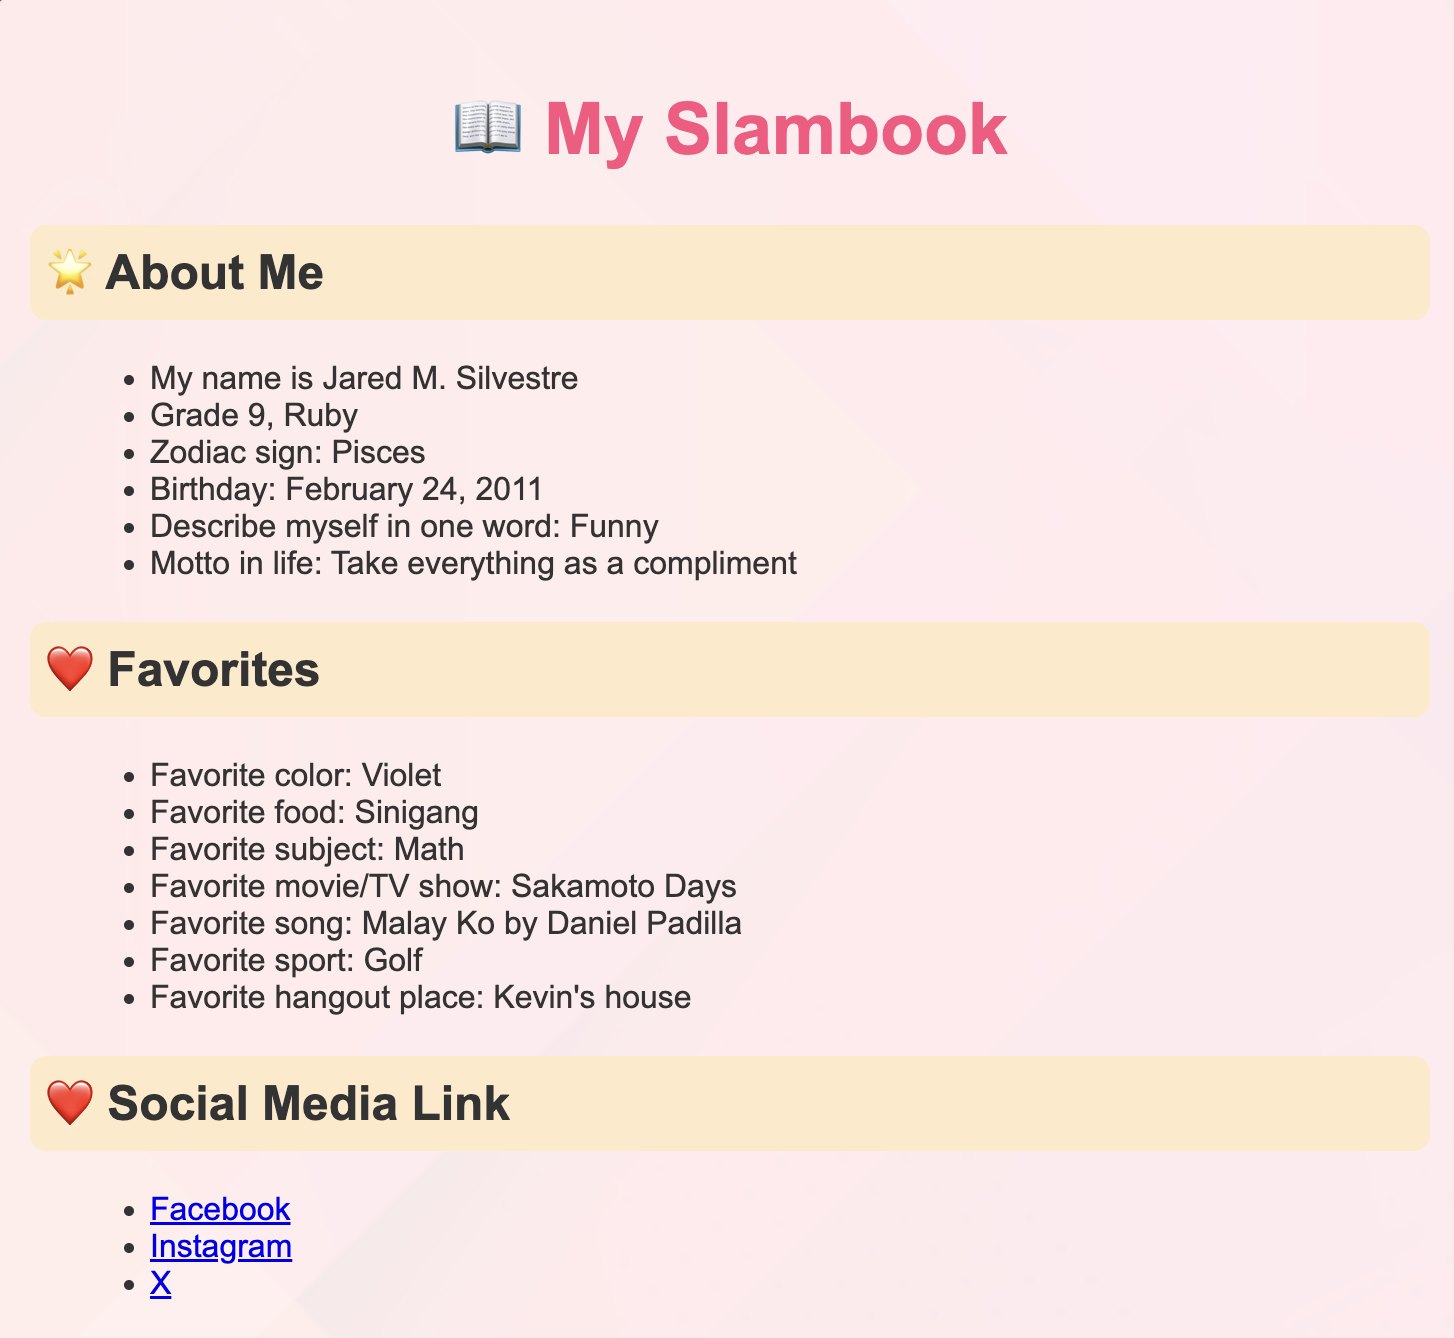 📖 My Slambook
🌟 About Me
• My name is Jared M. Silvestre
• Grade 9, Ruby
• Zodiac sign: Pisces
• Birthday: February 24, 2011
• Describe myself in one word: Funny
• Motto in life: Take everything as a compliment
❤️ Favorites
• Favorite color: Violet
• Favorite food: Sinigang
• Favorite subject: Math
• Favorite movie/TV show: Sakamoto Days
• Favorite song: Malay Ko by Daniel Padilla
• Favorite sport: Golf
• Favorite hangout place: Kevin's house
❤️ Social Media Link
• Facebook
• Instagram
• X